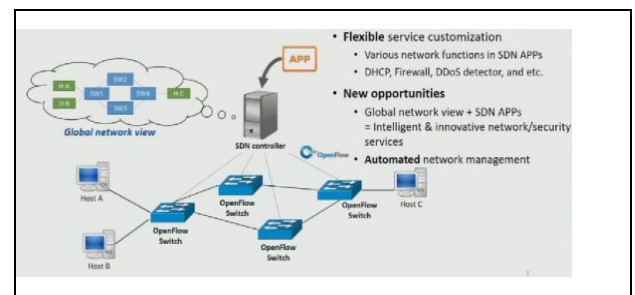 • Flexible service customization
• Various network functions in SDN APPs
• DHCP, Firewall, DDoS detector, and etc.
• New opportunities
• Global network view + SDN APPs
= Intelligent & innovative network/security
services
• Automated network management
APP
H-A
H-B
SW1
SW2
SW3
SW4
H-C
Global network view
SDN controller
OpenFlow
Host A
Host B
OpenFlow
Switch
OpenFlow
Switch
OpenFlow
Switch
OpenFlow
Switch
Host C